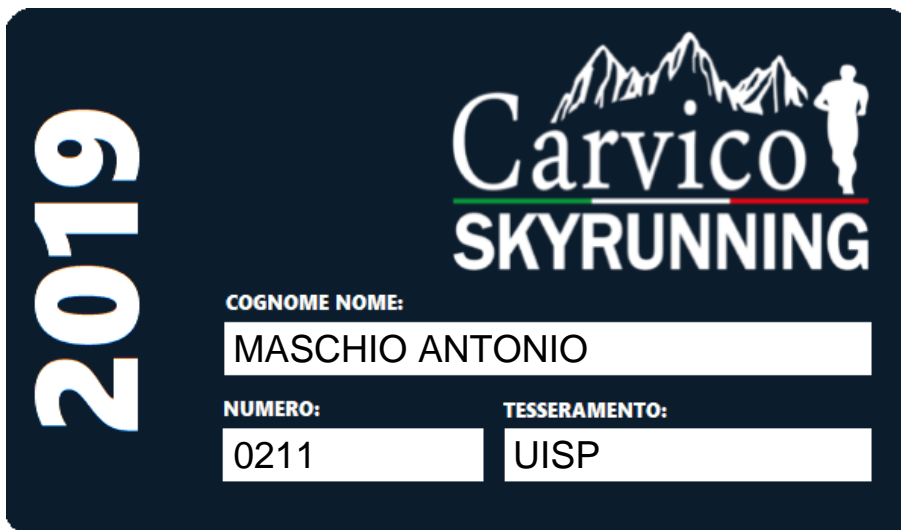 2019
Carvico
SKYRUNNING
COGNOME NOME:
MASCHIO ANTONIO
NUMERO: TESSERAMENTO:
0211 UISP